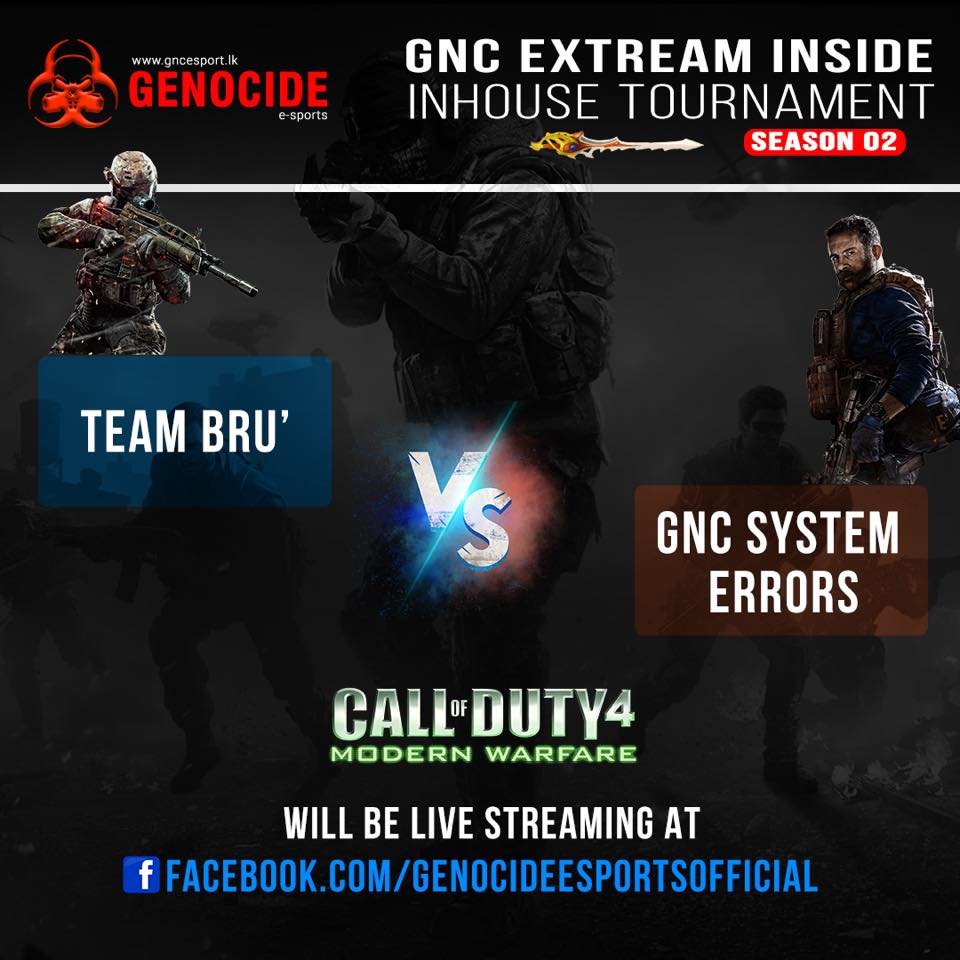 www.gncesport.lk
GENOCIDE
e-sports
GNC EXTREAM INSIDE
INHOUSE TOURNAMENT
SEASON 02
TEAM BRU’
VS
GNC SYSTEM
ERRORS
CALL OF DUTY 4
MODERN WARFARE
WILL BE LIVE STREAMING AT
f FACEBOOK.COM/GENOCIDEESPORTSOFFICIAL